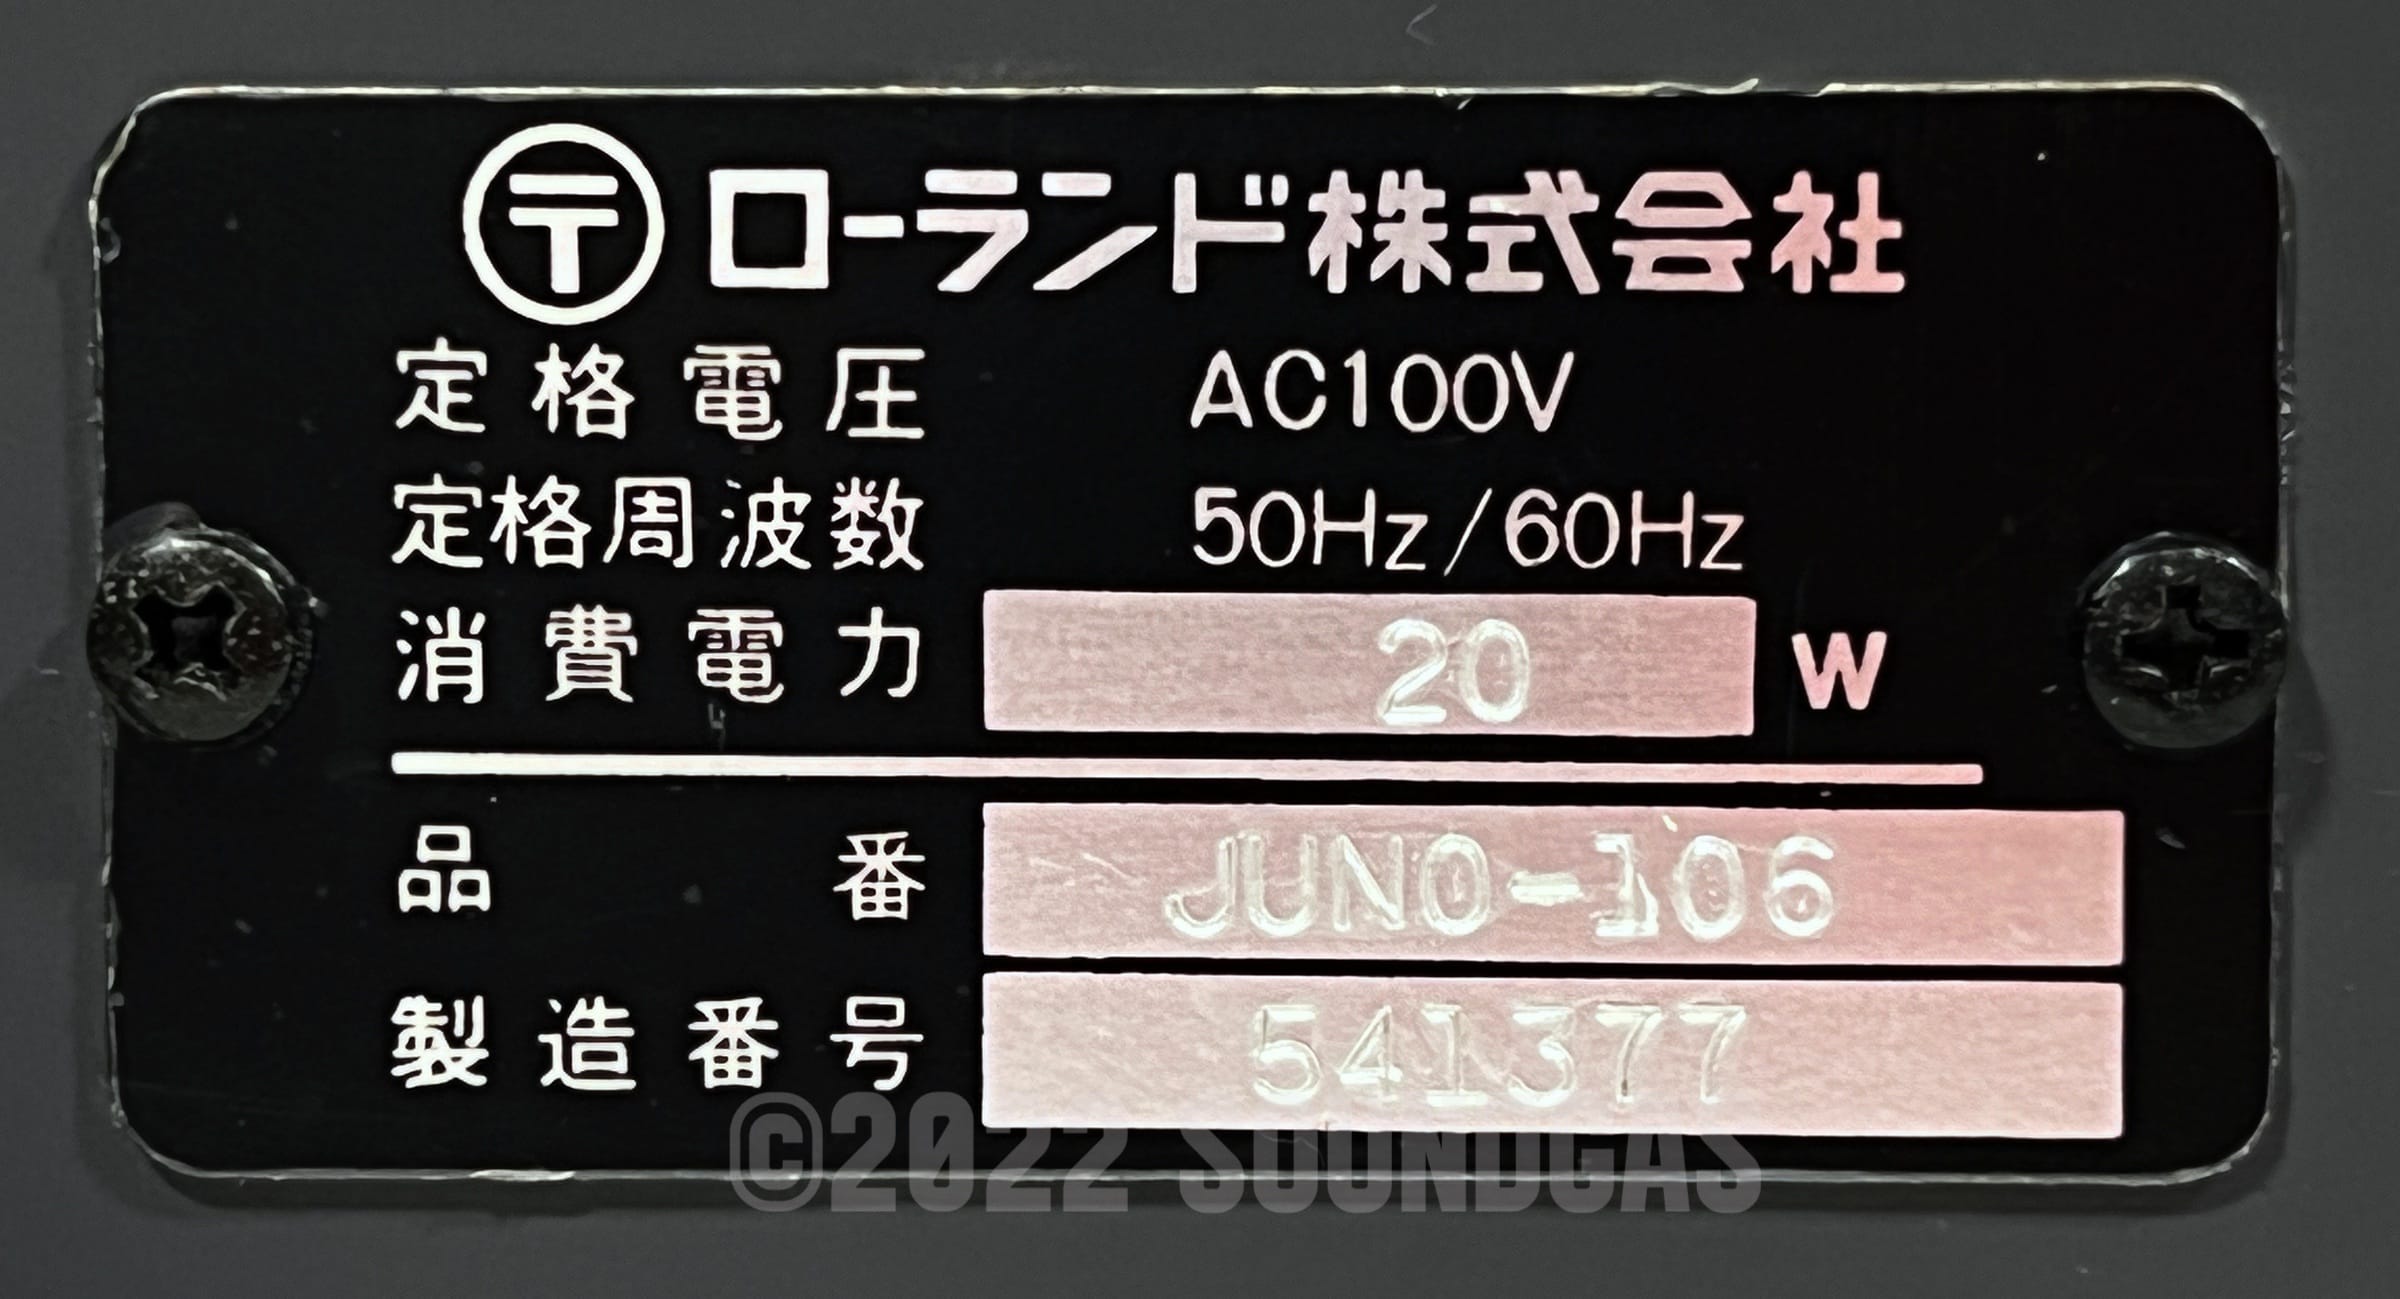 〒 ローランド株式会社
定格電圧 AC100V
定格周波数 50Hz/60Hz
消費電力 20 W
品番 JUNO-106
製造番号 541377
©2022 SOUNDGAS